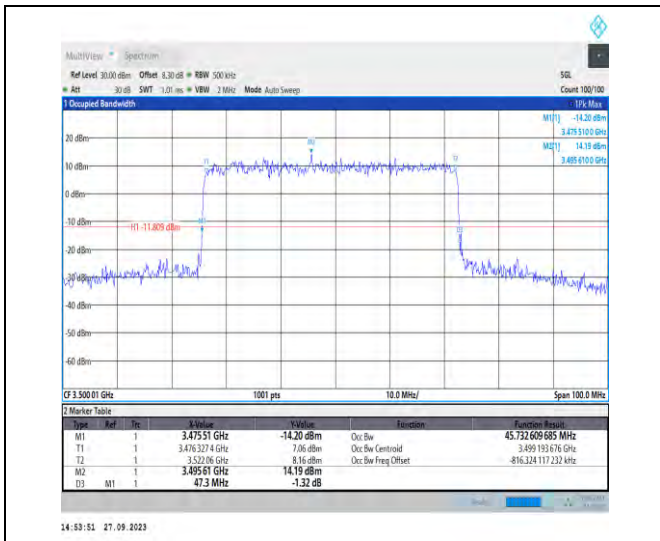 MultiView Spectrum
Ref Level 30.00 dBm Offset 8.30 dB RBW 500 kHz SGL
Att 30 dB SWT 1.01 ms VBW 2 MHz Mode Auto Sweep Count 100/100
1 Occupied Bandwidth 1Pk Max
M1[1] -14.20 dBm
3.475 5100 GHz
M2[1] 14.19 dBm
3.495 6100 GHz
20 dBm
M2
T1
T2
10 dBm
0 dBm
-10 dBm
H1 -11.809 dBm
M1
D3
-20 dBm
-30 dBm
-40 dBm
-50 dBm
-60 dBm
CF 3.500 01 GHz 1001 pts 10.0 MHz/ Span 100.0 MHz
2 Marker Table
Type Ref Trc X-Value Y-Value Function Function Result
M1 1 3.475 51 GHz -14.20 dBm Occ Bw 45.732 609 685 MHz
T1 1 3.476 327 4 GHz 7.06 dBm Occ Bw Centroid 3.499 193 676 GHz
T2 1 3.522 06 GHz 8.16 dBm Occ Bw Freq Offset -816.324 117 232 kHz
M2 1 3.495 61 GHz 14.19 dBm
D3 M1 1 47.3 MHz -1.32 dB
14:53:51 27.09.2023